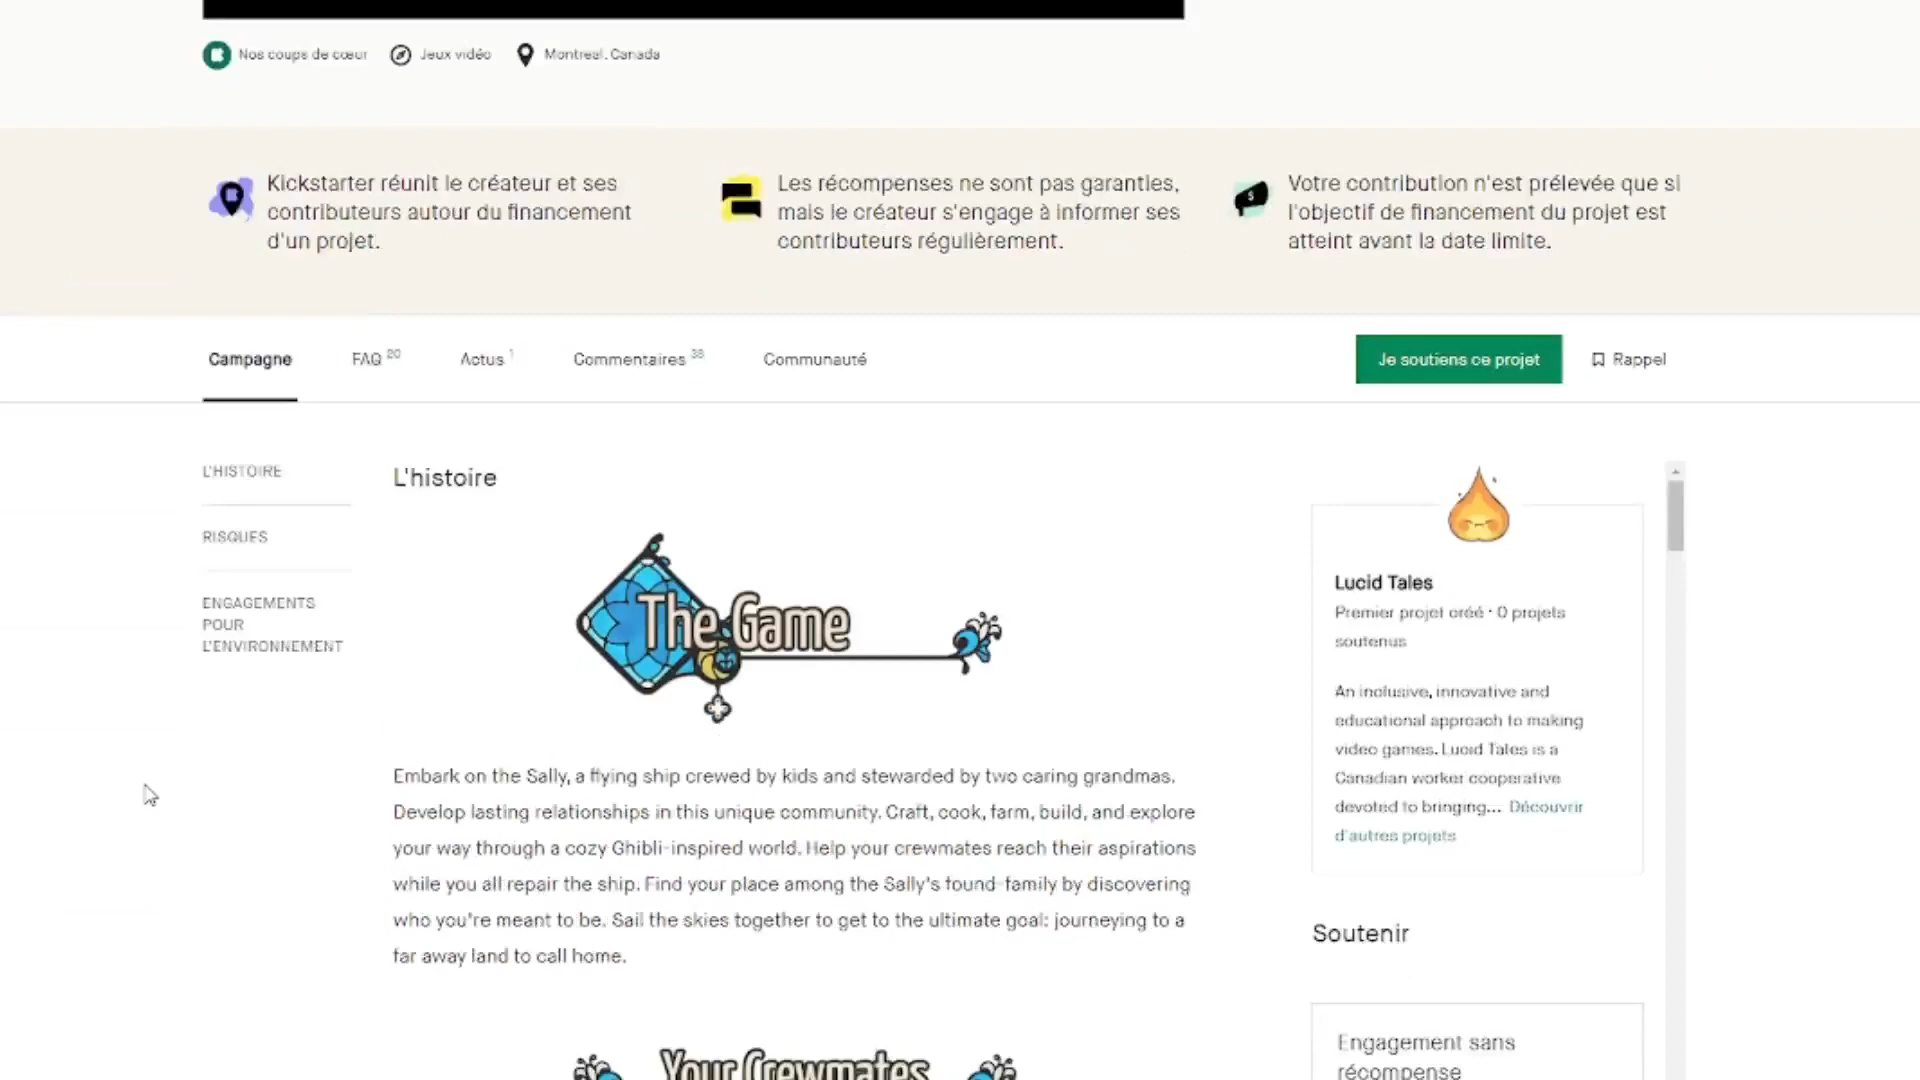 Nos coups de cœur
Jeux vidéo
Montreal, Canada
Kickstarter réunit le créateur et ses
contributeurs autour du financement
d'un projet.
Les récompenses ne sont pas garanties,
mais le créateur s'engage à informer ses
contributeurs régulièrement.
Votre contribution n'est prélevée que si
l'objectif de financement du projet est
atteint avant la date limite.
Campagne
FAQ 20
Actus 1
Commentaires 38
Communauté
Je soutiens ce projet
Rappel
L'HISTOIRE
RISQUES
ENGAGEMENTS
POUR
L'ENVIRONNEMENT
L'histoire
The Game
Embark on the Sally, a flying ship crewed by kids and stewarded by two caring grandmas.
Develop lasting relationships in this unique community. Craft, cook, farm, build, and explore
your way through a cozy Ghibli-inspired world. Help your crewmates reach their aspirations
while you all repair the ship. Find your place among the Sally's found-family by discovering
who you're meant to be. Sail the skies together to get to the ultimate goal: journeying to a
far away land to call home.
Your Crewmates
Lucid Tales
Premier projet créé · 0 projets
soutenus
An inclusive, innovative and
educational approach to making
video games. Lucid Tales is a
Canadian worker cooperative
devoted to bringing... Découvrir
d'autres projets
Soutenir
Engagement sans
récompense